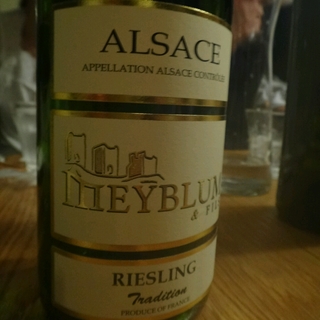 ALSACE
APPELLATION ALSACE CONTRÔLÉE
MEYBLUM
& FILS
RIESLING
Tradition
PRODUCE OF FRANCE